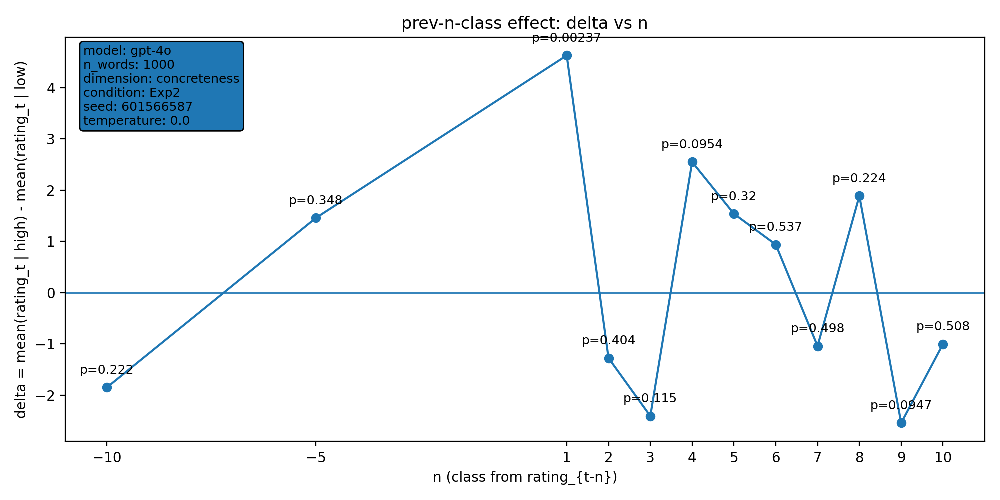 prev-n-class effect: delta vs n
model: gpt-4o
n_words: 1000
dimension: concreteness
condition: Exp2
seed: 601566587
temperature: 0.0
delta = mean(rating_t | high) - mean(rating_t | low)
4
3
2
1
0
−1
−2
p=0.222
p=0.348
p=0.00237
p=0.404
p=0.115
p=0.0954
p=0.32
p=0.537
p=0.498
p=0.224
p=0.0947
p=0.508
−10 −5 1 2 3 4 5 6 7 8 9 10
n (class from rating_{t-n})